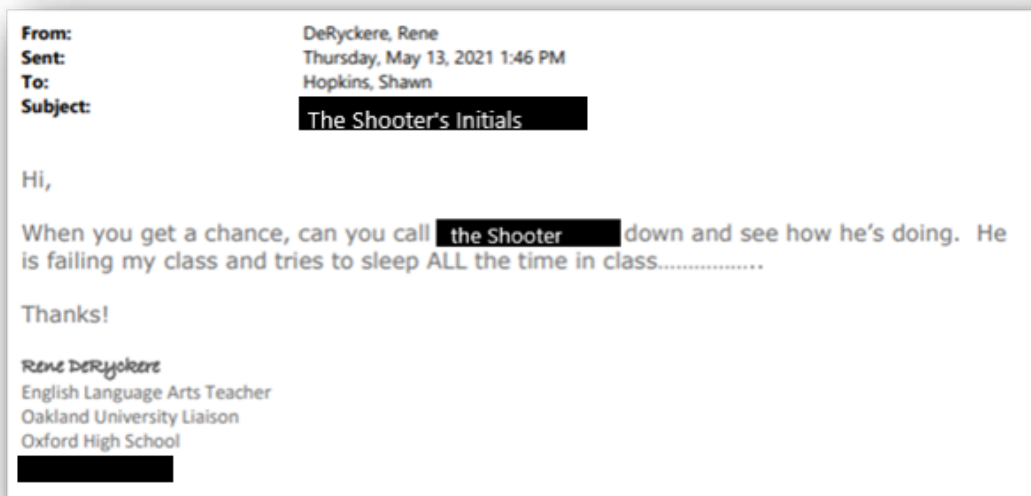 From: DeRyckere, Rene
Sent: Thursday, May 13, 2021 1:46 PM
To: Hopkins, Shawn
Subject: The Shooter's Initials
Hi,
When you get a chance, can you call the Shooter down and see how he's doing. He
is failing my class and tries to sleep ALL the time in class……………..
Thanks!
Rene DeRyckere
English Language Arts Teacher
Oakland University Liaison
Oxford High School